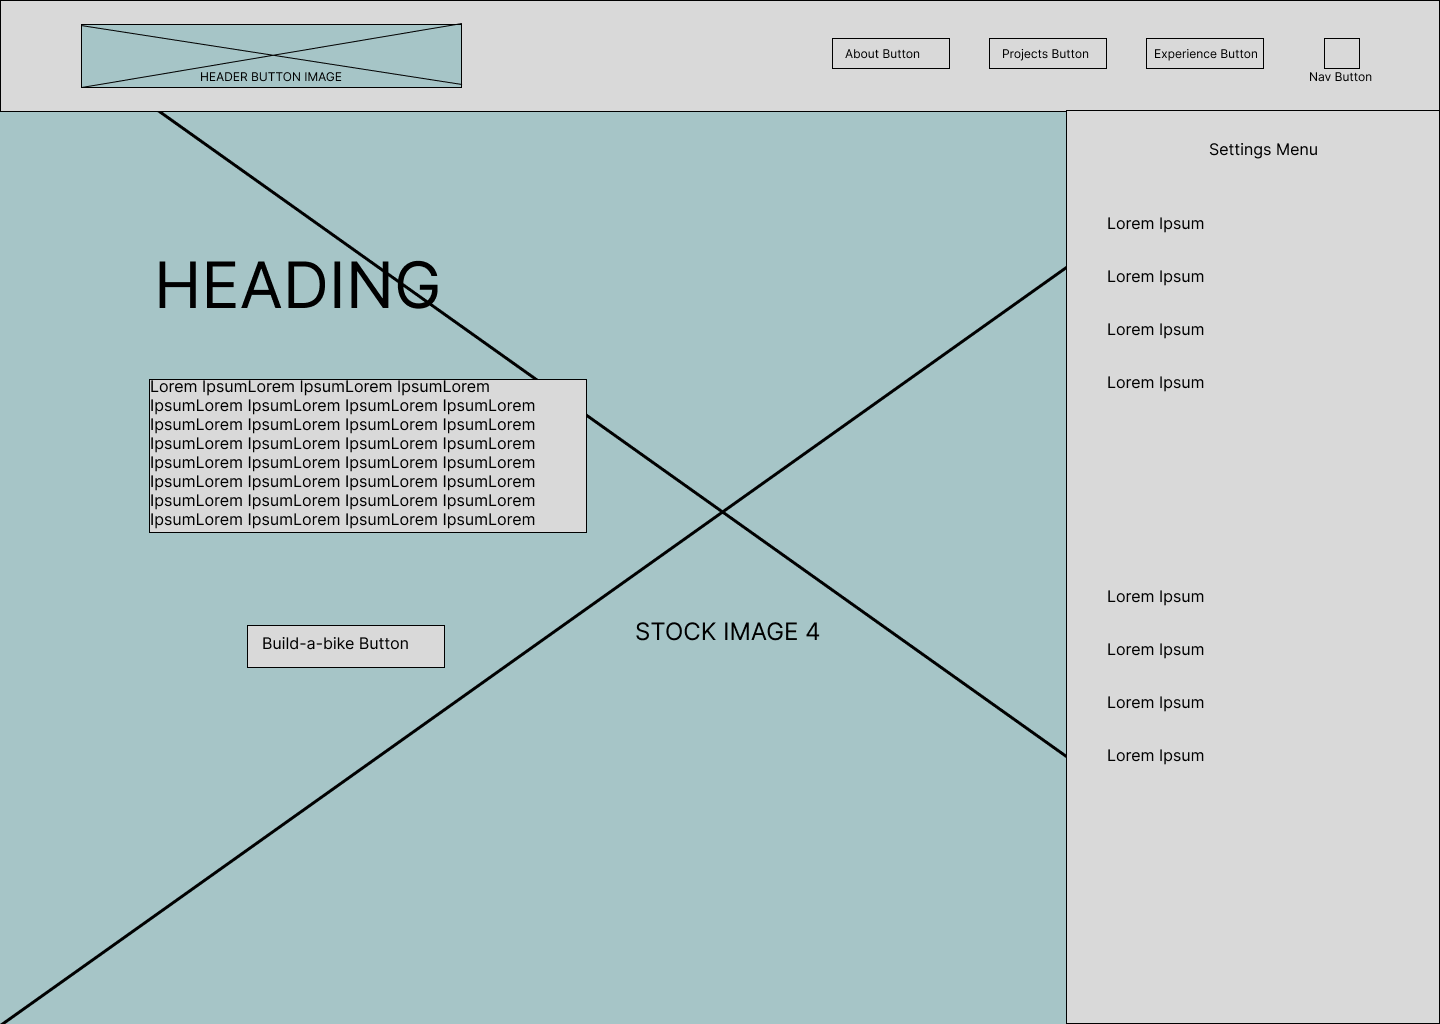 HEADER BUTTON IMAGE
About Button
Projects Button
Experience Button
Nav Button
HEADING
Lorem IpsumLorem IpsumLorem IpsumLorem
IpsumLorem IpsumLorem IpsumLorem IpsumLorem
IpsumLorem IpsumLorem IpsumLorem IpsumLorem
IpsumLorem IpsumLorem IpsumLorem IpsumLorem
IpsumLorem IpsumLorem IpsumLorem IpsumLorem
IpsumLorem IpsumLorem IpsumLorem IpsumLorem
IpsumLorem IpsumLorem IpsumLorem IpsumLorem
IpsumLorem IpsumLorem IpsumLorem IpsumLorem
Build-a-bike Button
STOCK IMAGE 4
Settings Menu
Lorem Ipsum
Lorem Ipsum
Lorem Ipsum
Lorem Ipsum
Lorem Ipsum
Lorem Ipsum
Lorem Ipsum
Lorem Ipsum